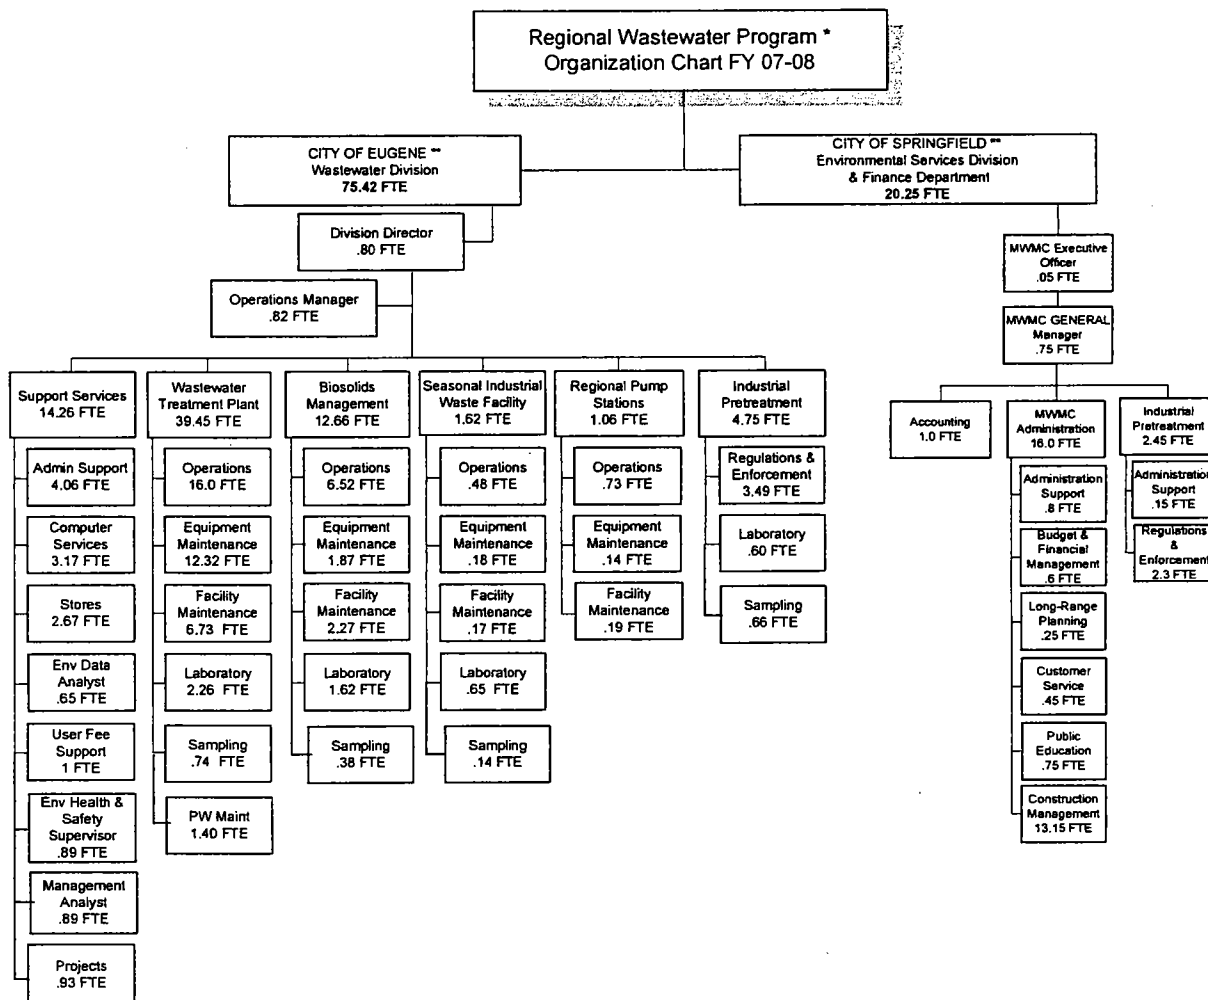 Regional Wastewater Program *
Organization Chart FY 07-08
CITY OF EUGENE **
Wastewater Division
75.42 FTE
CITY OF SPRINGFIELD **
Environmental Services Division
& Finance Department
20.25 FTE
Division Director
.80 FTE
Operations Manager
.82 FTE
MWMC Executive
Officer
.05 FTE
MWMC GENERAL
Manager
.75 FTE
Support Services
14.26 FTE
Admin Support
4.06 FTE
Computer
Services
3.17 FTE
Stores
2.67 FTE
Env Data
Analyst
.65 FTE
User Fee
Support
1 FTE
Env Health &
Safety
Supervisor
.89 FTE
Management
Analyst
.89 FTE
Projects
.93 FTE
Wastewater
Treatment Plant
39.45 FTE
Operations
16.0 FTE
Equipment
Maintenance
12.32 FTE
Facility
Maintenance
6.73 FTE
Laboratory
2.26 FTE
Sampling
.74 FTE
PW Maint
1.40 FTE
Biosolids
Management
12.66 FTE
Operations
6.52 FTE
Equipment
Maintenance
1.87 FTE
Facility
Maintenance
2.27 FTE
Laboratory
1.62 FTE
Sampling
.38 FTE
Seasonal Industrial
Waste Facility
1.62 FTE
Operations
.48 FTE
Equipment
Maintenance
.18 FTE
Facility
Maintenance
.17 FTE
Laboratory
.65 FTE
Sampling
.14 FTE
Regional Pump
Stations
1.06 FTE
Operations
.73 FTE
Equipment
Maintenance
.14 FTE
Facility
Maintenance
.19 FTE
Industrial
Pretreatment
4.75 FTE
Regulations &
Enforcement
3.49 FTE
Laboratory
.60 FTE
Sampling
.66 FTE
Accounting
1.0 FTE
MWMC
Administration
16.0 FTE
Administration
Support
.8 FTE
Budget &
Financial
Management
.6 FTE
Long-Range
Planning
.25 FTE
Customer
Service
.45 FTE
Public
Education
.75 FTE
Construction
Management
13.15 FTE
Industrial
Pretreatment
2.45 FTE
Administration
Support
.15 FTE
Regulations
&
Enforcement
2.3 FTE